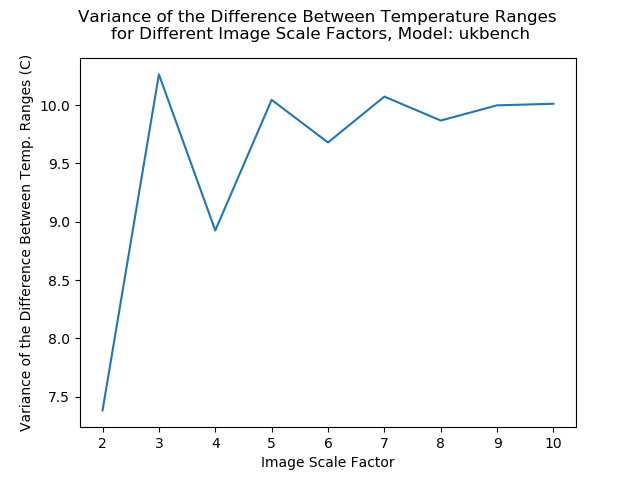 Variance of the Difference Between Temperature Ranges
for Different Image Scale Factors, Model: ukbench
Variance of the Difference Between Temp. Ranges (C)
10.0
9.5
9.0
8.5
8.0
7.5
2 3 4 5 6 7 8 9 10
Image Scale Factor